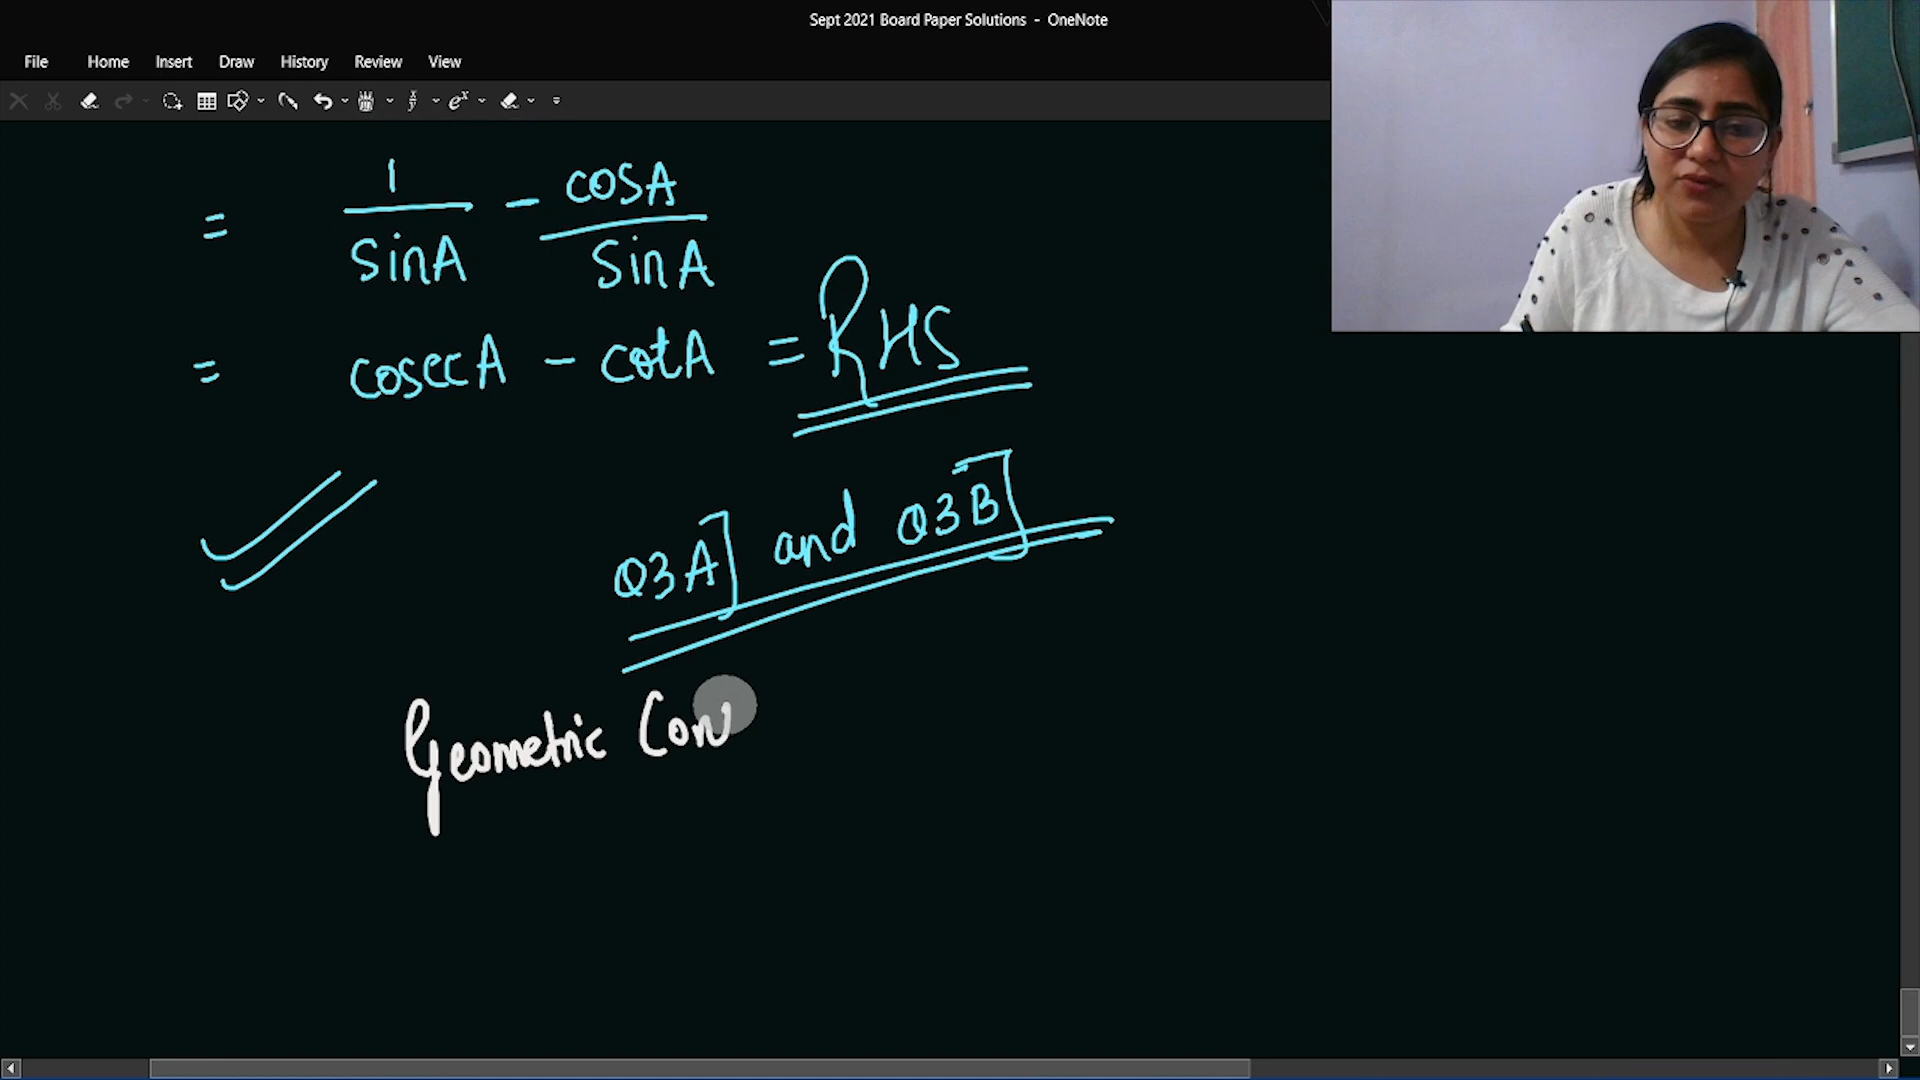 Sept 2021 Board Paper Solutions - OneNote
File Home Insert Draw History Review View
= 1/sinA - cosA/sinA
= cosecA - cotA = RHS
Q3A] and Q3B]
Geometric Con